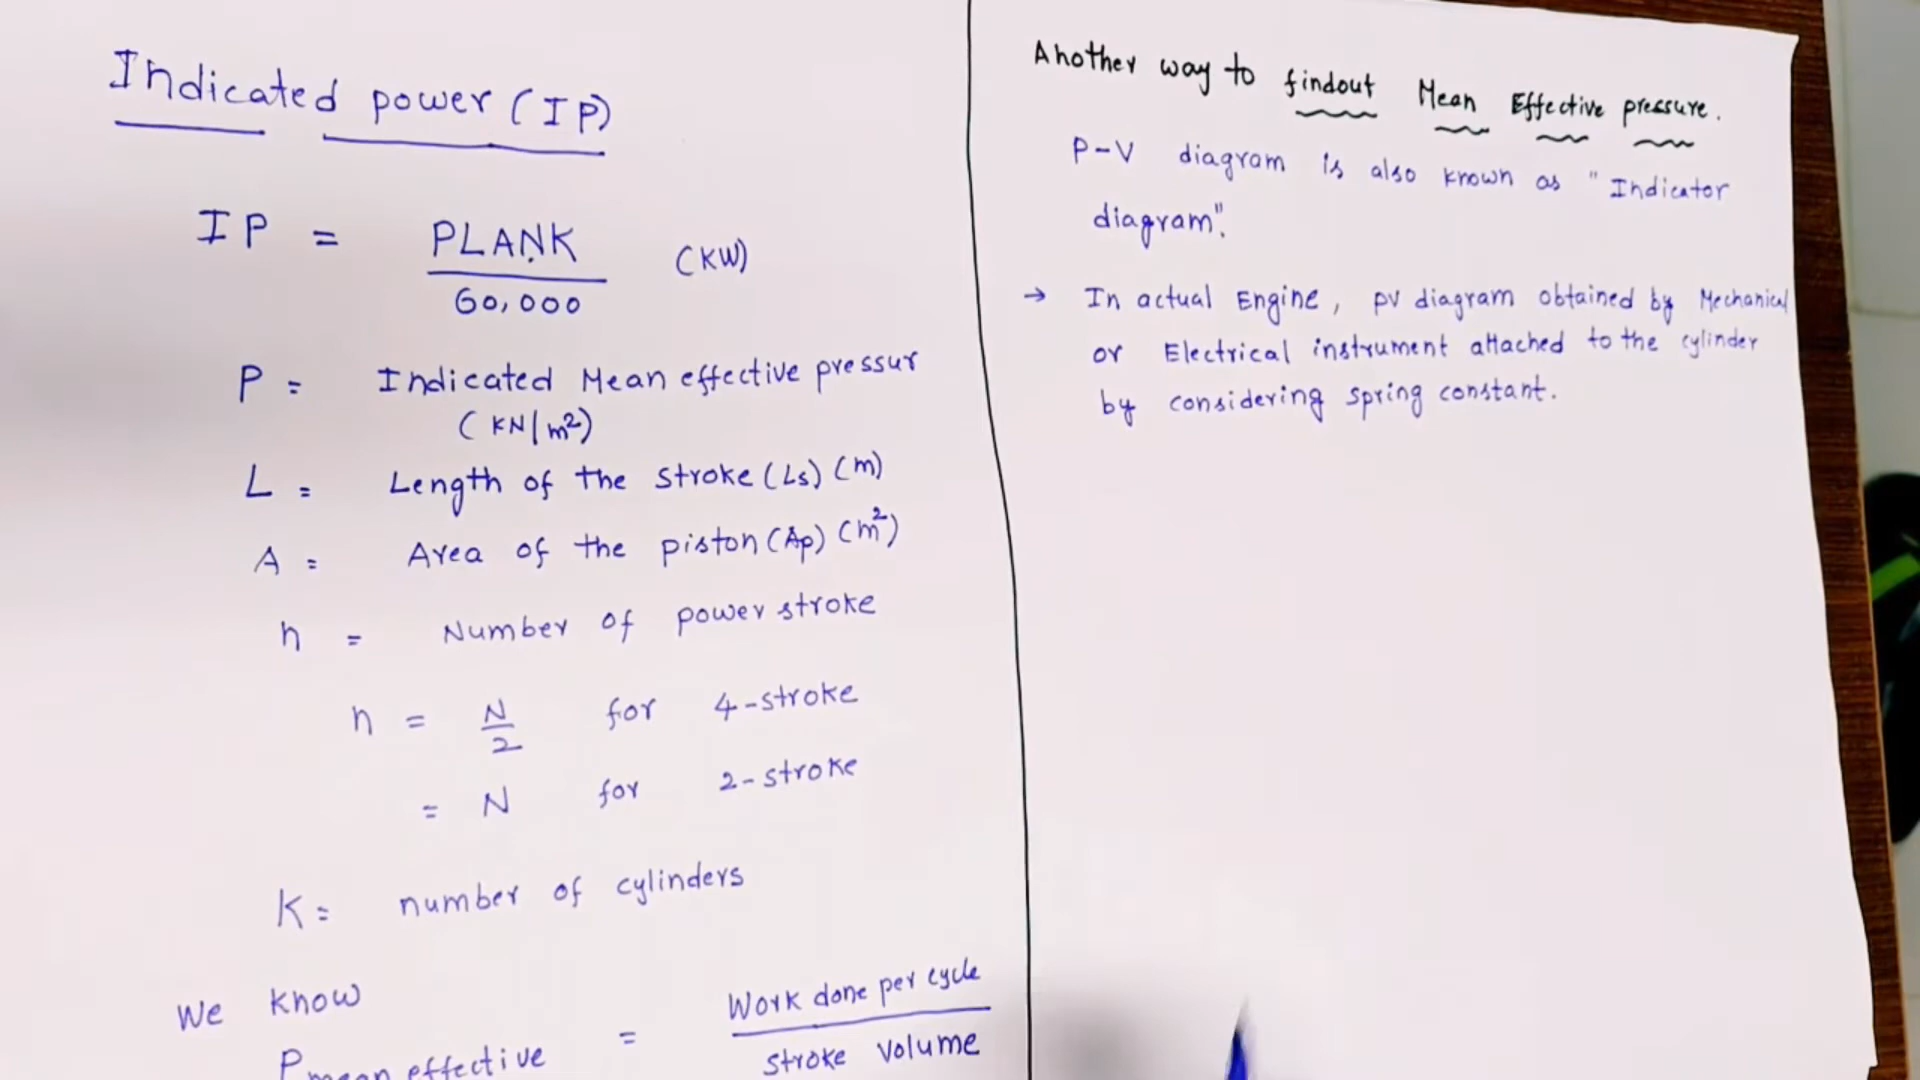 Indicated power (IP)
IP = PLANK / 60,000 (KW)
P = Indicated Mean effective pressur
(KN/m²)
L = Length of the stroke (Ls) (m)
A = Area of the piston (Ap) (m²)
n = Number of power stroke
n = N/2 for 4-stroke
= N for 2-stroke
K = number of cylinders
We know
P mean effective = Work done per cycle / stroke volume
Another way to findout Mean Effective pressure.
P-V diagram is also known as "Indicator
diagram".
→ In actual Engine, pv diagram obtained by Mechanical
or Electrical instrument attached to the cylinder
by considering spring constant.